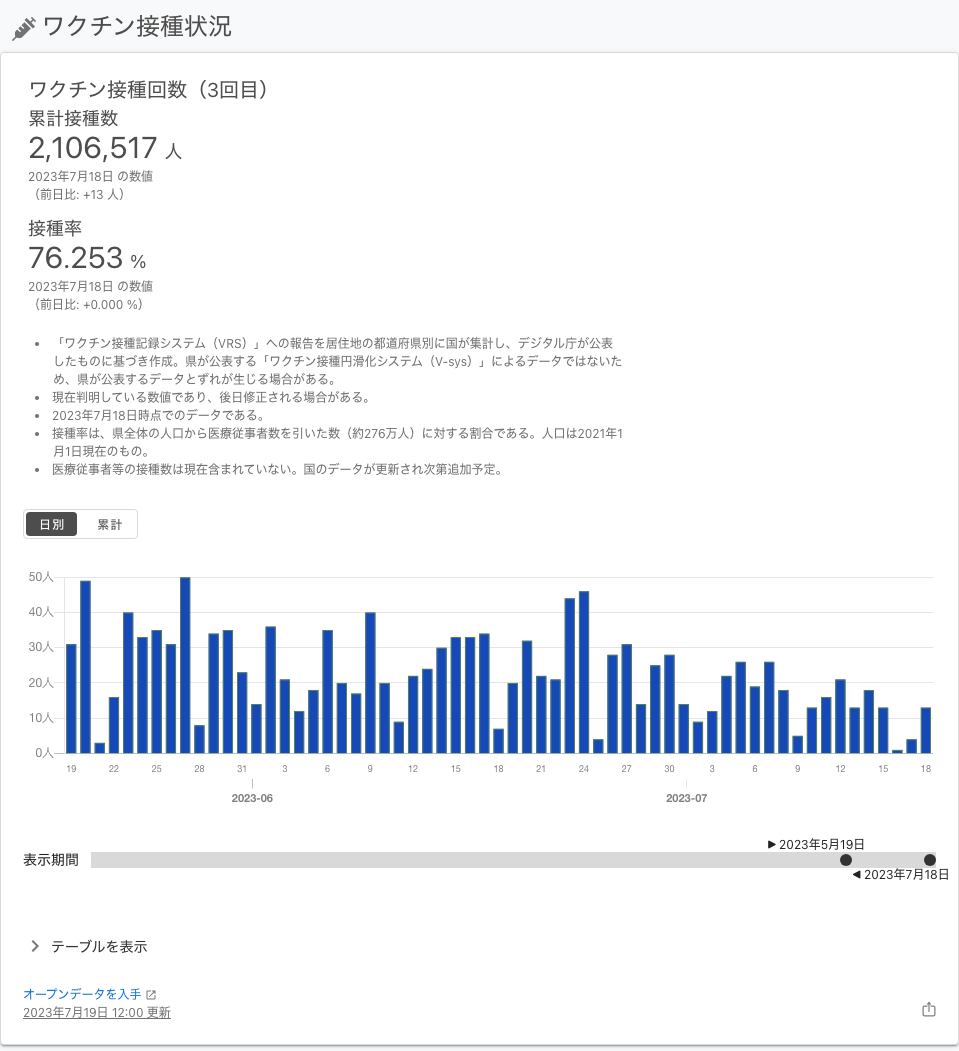 ワクチン接種状況
ワクチン接種回数（3回目）
累計接種数
2,106,517 人
2023年7月18日 の数値
（前日比: +13 人）
接種率
76.253 %
2023年7月18日 の数値
（前日比: +0.000 %）
「ワクチン接種記録システム（VRS）」への報告を居住地の都道府県別に国が集計し、デジタル庁が公表
したものに基づき作成。県が公表する「ワクチン接種円滑化システム（V-sys）」によるデータではないた
め、県が公表するデータとずれが生じる場合がある。
現在判明している数値であり、後日修正される場合がある。
2023年7月18日時点でのデータである。
接種率は、県全体の人口から医療従事者数を引いた数（約276万人）に対する割合である。人口は2021年1
月1日現在のもの。
医療従事者等の接種数は現在含まれていない。国のデータが更新され次第追加予定。
日別 累計
50人
40人
30人
20人
10人
0人
19 22 25 28 31 3 6 9 12 15 18 21 24 27 30 3 6 9 12 15 18
2023-06 2023-07
▶ 2023年5月19日
表示期間
◀ 2023年7月18日
テーブルを表示
オープンデータを入手
2023年7月19日 12:00 更新